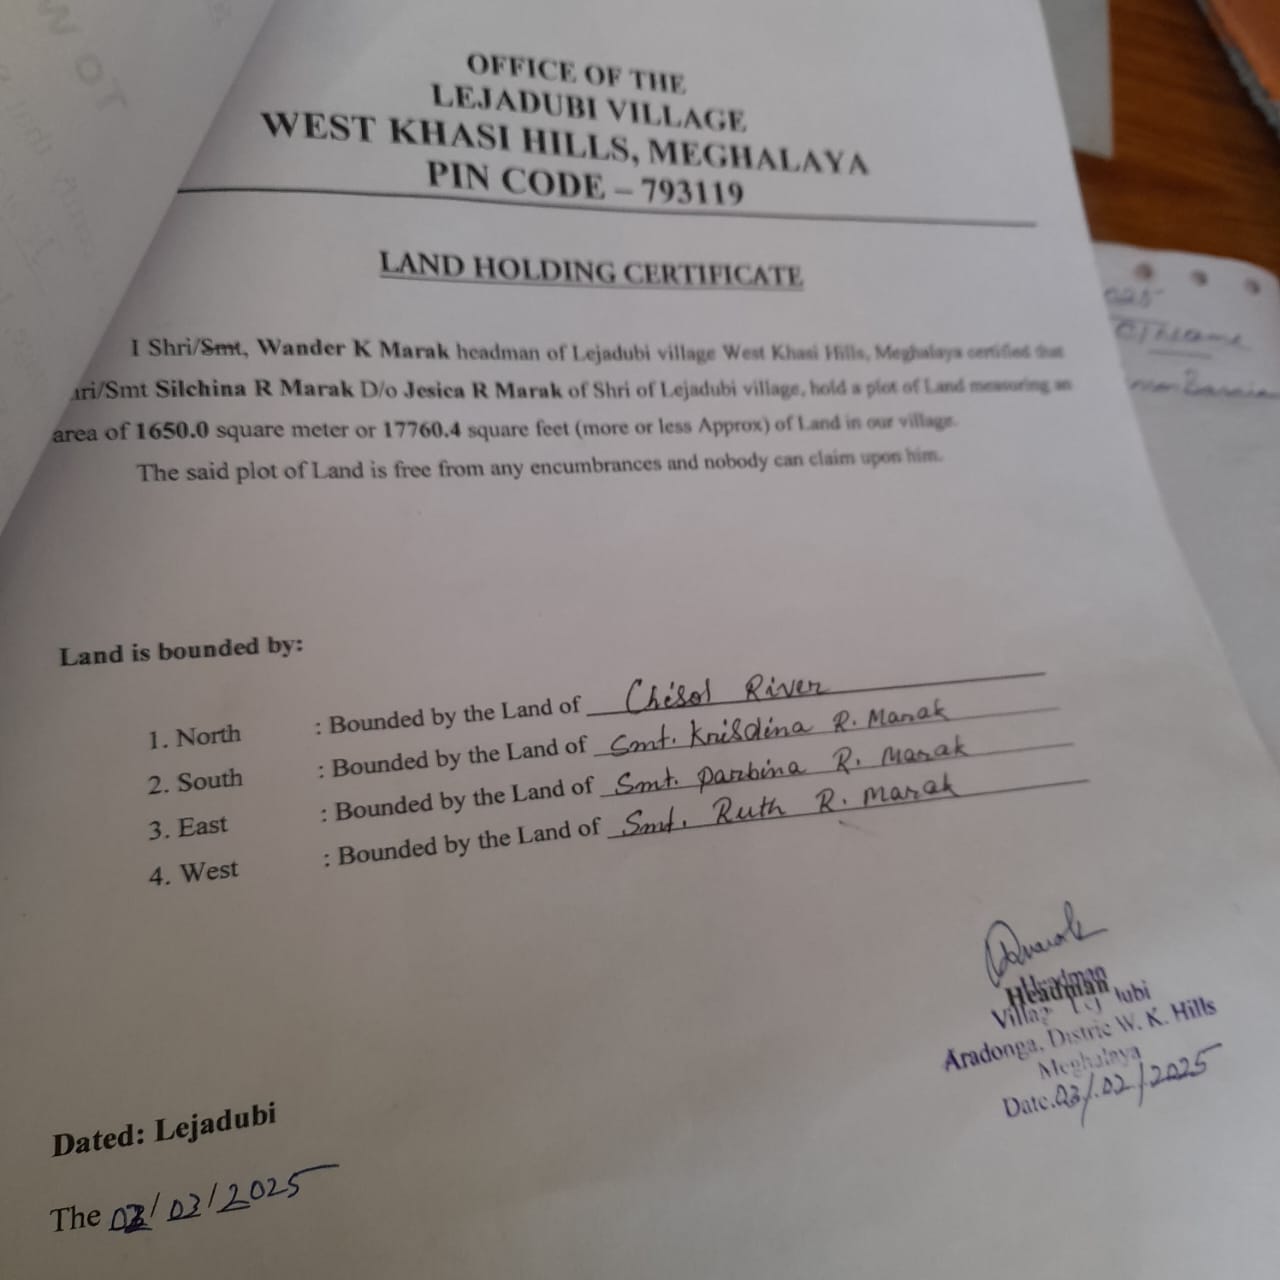 OFFICE OF THE
LEJADUBI VILLAGE
WEST KHASI HILLS, MEGHALAYA
PIN CODE – 793119
LAND HOLDING CERTIFICATE
I Shri/Smt, Wander K Marak headman of Lejadubi village West Khasi Hills, Meghalaya certified that
ri/Smt Silchina R Marak D/o Jesica R Marak of Shri of Lejadubi village, hold a plot of Land measuring an
area of 1650.0 square meter or 17760.4 square feet (more or less Approx) of Land in our village.
The said plot of Land is free from any encumbrances and nobody can claim upon him.
Land is bounded by:
1. North : Bounded by the Land of Chisol River
2. South : Bounded by the Land of Smt. Krisdina R. Marak
3. East : Bounded by the Land of Smt. Parbina R. Marak
4. West : Bounded by the Land of Smt. Ruth R. Marak
Headman
Headman
Aradonga, Distric W. K. Hills
Meghalaya
Date.03/.02/2025
Dated: Lejadubi
The 03/03/2025